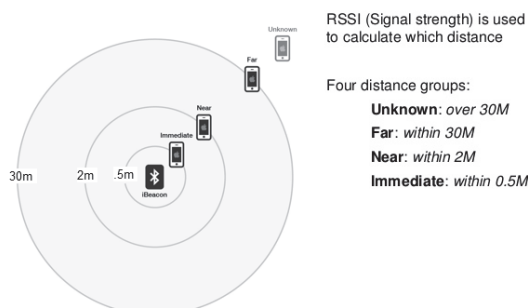 Unknown
Far
Near
Immediate
30m
2m
.5m
iBeacon
RSSI (Signal strength) is used
to calculate which distance
Four distance groups:
Unknown: over 30M
Far: within 30M
Near: within 2M
Immediate: within 0.5M